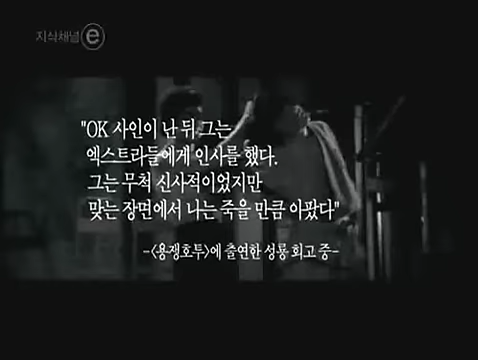 지식채널 e
"OK 사인이 난 뒤 그는
엑스트라들에게 인사를 했다.
그는 무척 신사적이었지만
맞는 장면에서 나는 죽을 만큼 아팠다"
-<용쟁호투>에 출연한 성룡 회고 중-